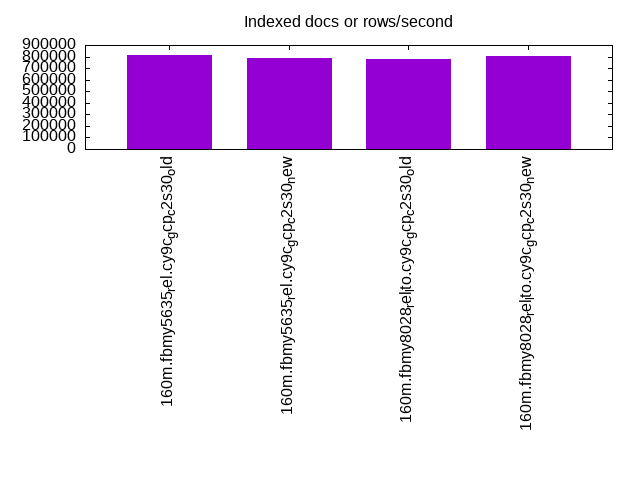 Indexed docs or rows/second
900000
800000
700000
600000
500000
400000
300000
200000
100000
0
160m.fbmy5635_rel.cy9c_gcp_c2s30_old
160m.fbmy5635_rel.cy9c_gcp_c2s30_new
160m.fbmy8028_rel_lto.cy9c_gcp_c2s30_old
160m.fbmy8028_rel_lto.cy9c_gcp_c2s30_new